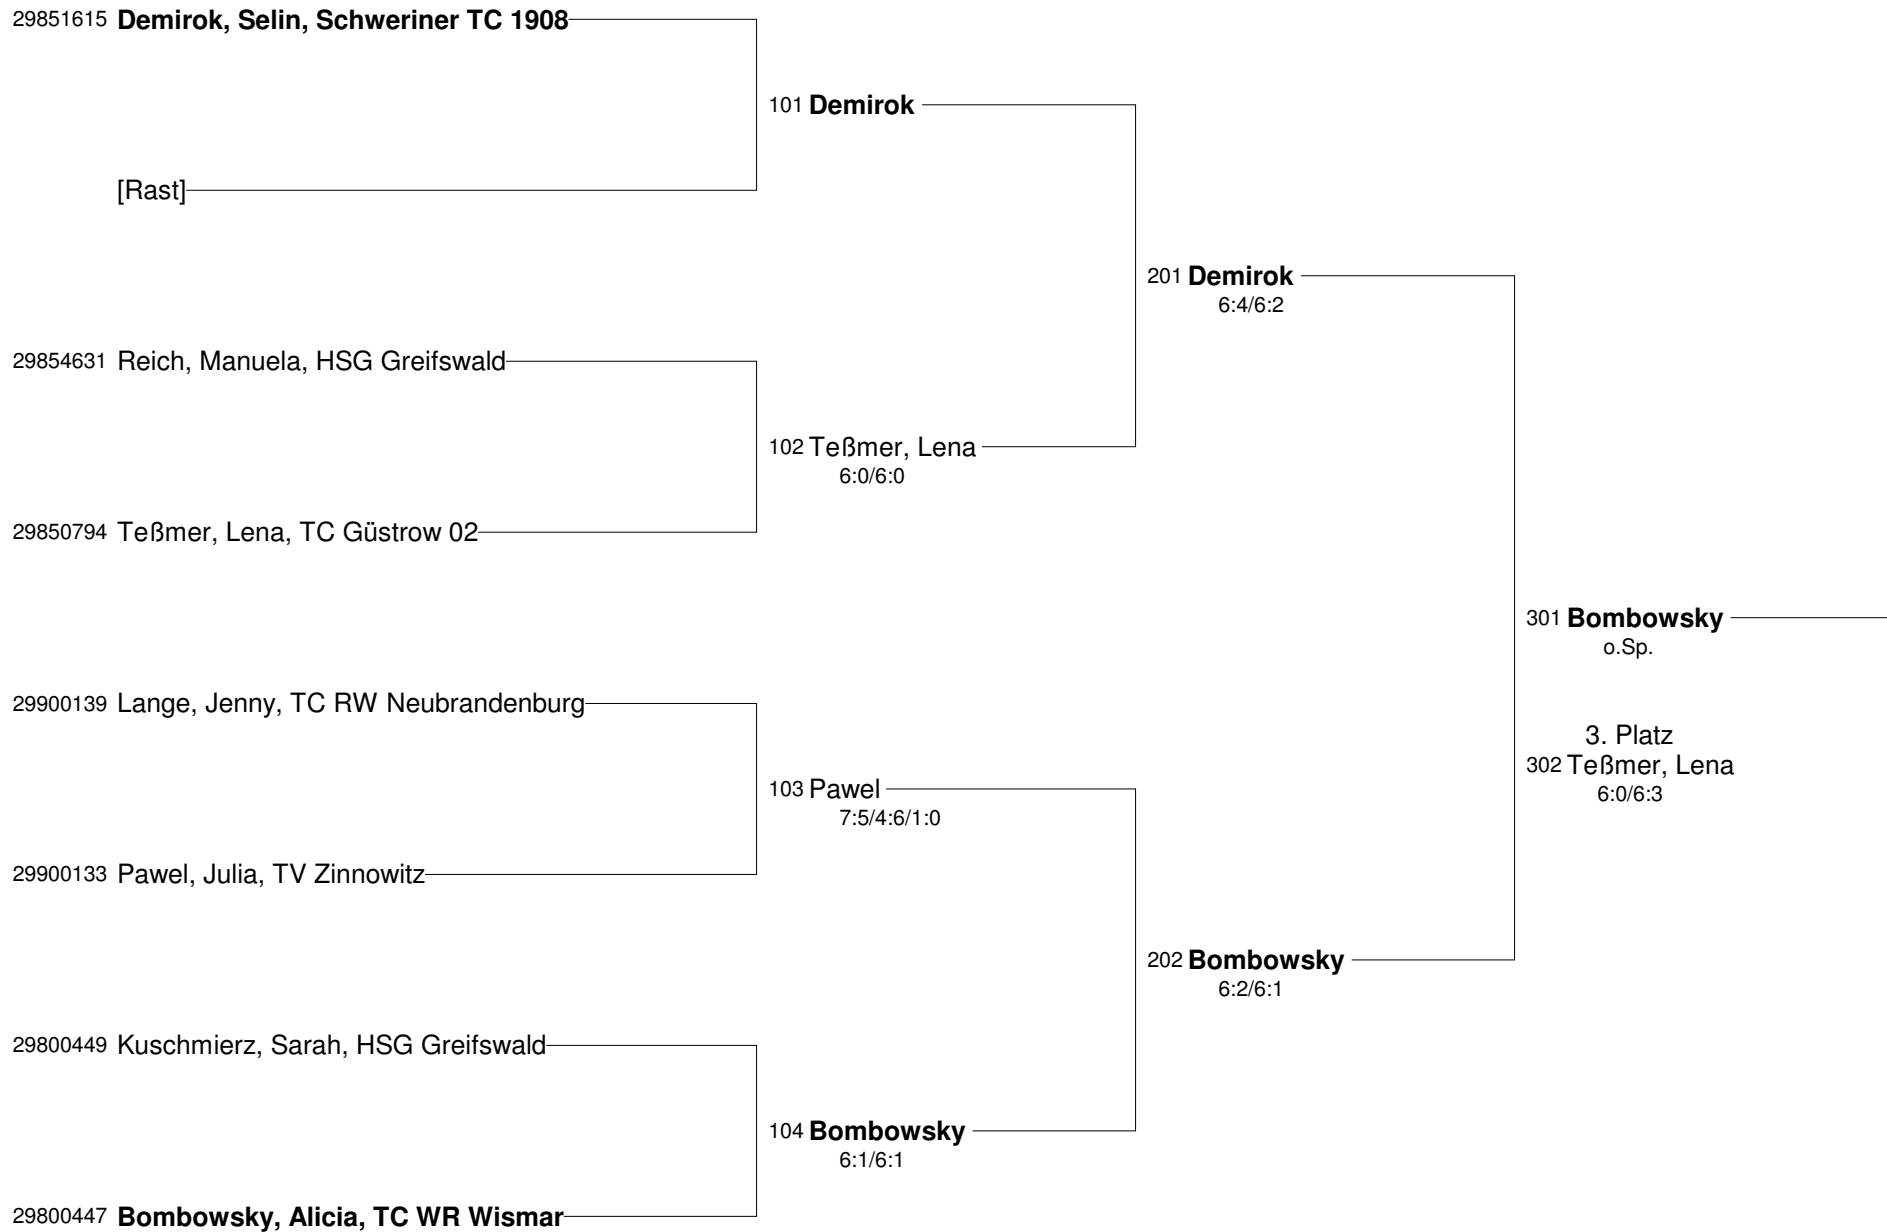 29851615 Demirok, Selin, Schweriner TC 1908
101 Demirok
[Rast]
201 Demirok
6:4/6:2
29854631 Reich, Manuela, HSG Greifswald
102 Teßmer, Lena
6:0/6:0
29850794 Teßmer, Lena, TC Güstrow 02
301 Bombowsky
o.Sp.
29900139 Lange, Jenny, TC RW Neubrandenburg
3. Platz
302 Teßmer, Lena
6:0/6:3
103 Pawel
7:5/4:6/1:0
29900133 Pawel, Julia, TV Zinnowitz
202 Bombowsky
6:2/6:1
29800449 Kuschmierz, Sarah, HSG Greifswald
104 Bombowsky
6:1/6:1
29800447 Bombowsky, Alicia, TC WR Wismar